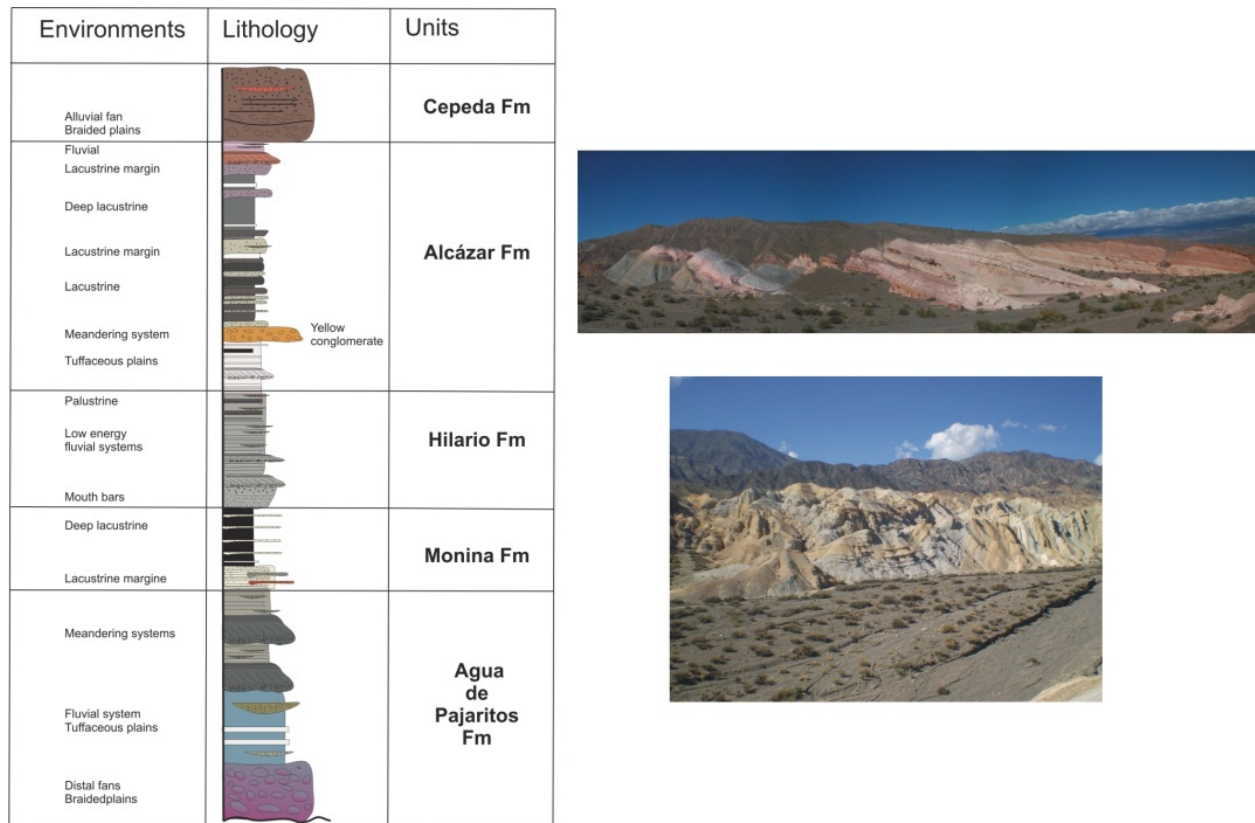 Environments
Lithology
Units
Alluvial fan
Braided plains
Cepeda Fm
Fluvial
Lacustrine margin
Deep lacustrine
Lacustrine margin
Alcázar Fm
Lacustrine
Meandering system
Yellow
conglomerate
Tuffaceous plains
Palustrine
Low energy
fluvial systems
Hilario Fm
Mouth bars
Deep lacustrine
Monina Fm
Lacustrine margine
Meandering systems
Agua
de
Pajaritos
Fm
Fluvial system
Tuffaceous plains
Distal fans
Braidedplains